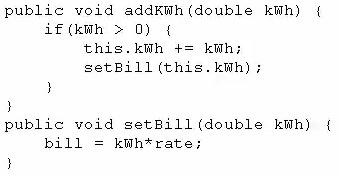 public void addKWh(double kWh) {
    if(kWh > 0) {
        this.kWh += kWh;
        setBill(this.kWh);
    }
}
public void setBill(double kWh) {
    bill = kWh*rate;
}